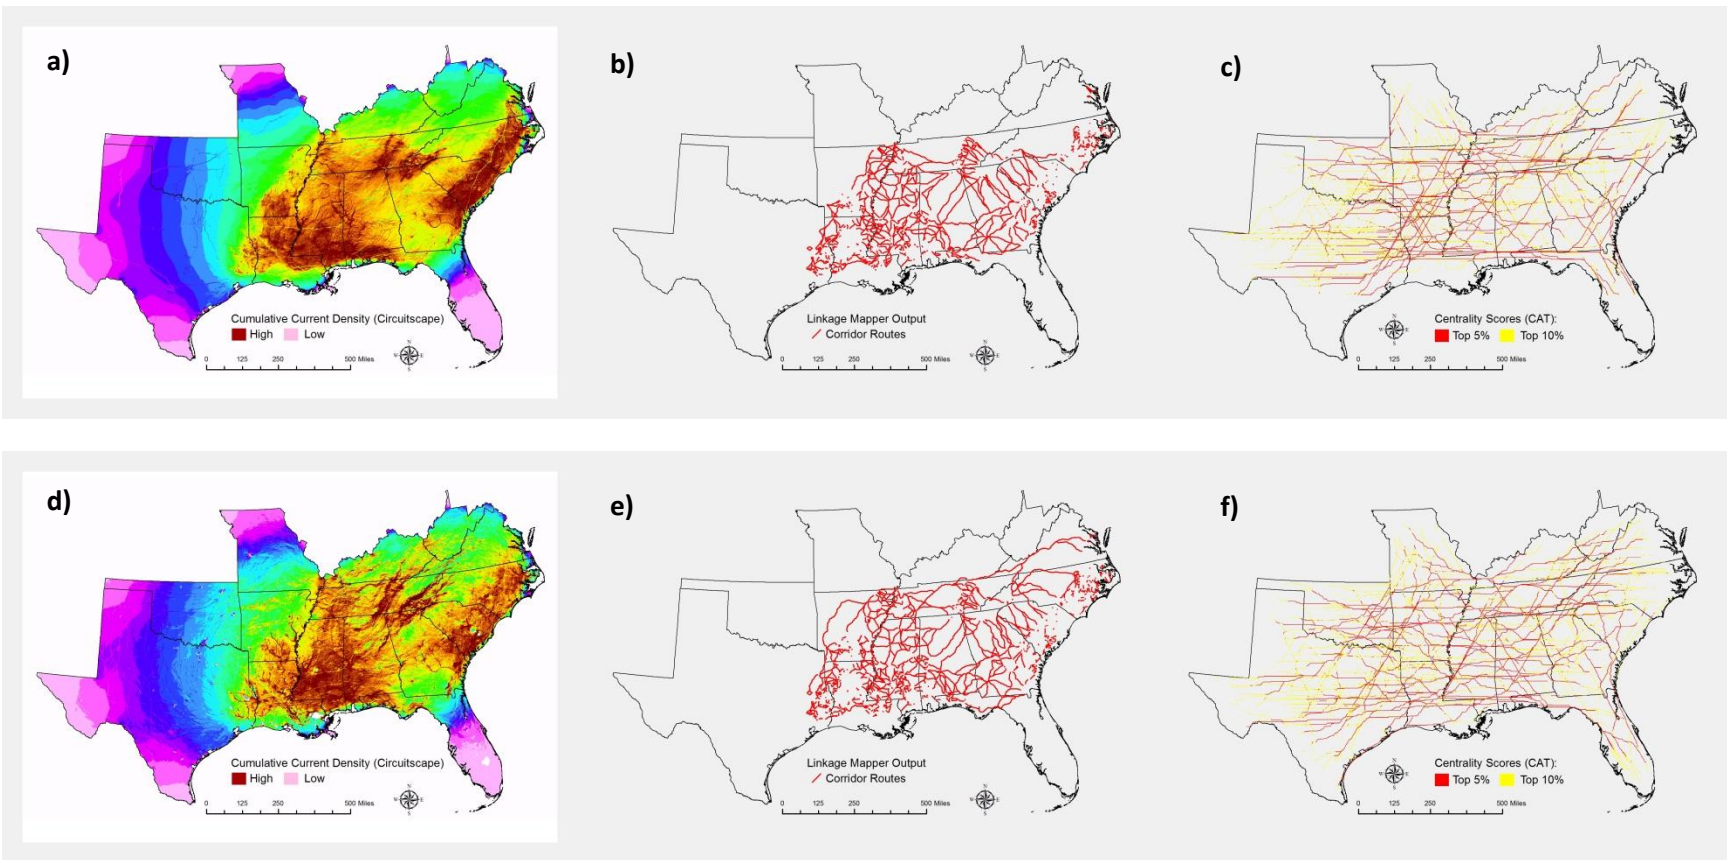 a)
Cumulative Current Density (Circuitscape)
High Low
0 125 250 500 Miles
N
W E
S
b)
Linkage Mapper Output
Corridor Routes
0 125 250 500 Miles
N
W E
S
c)
Centrality Scores (CAT):
Top 5% Top 10%
0 125 250 500 Miles
N
W E
S
d)
Cumulative Current Density (Circuitscape)
High Low
0 125 250 500 Miles
N
W E
S
e)
Linkage Mapper Output
Corridor Routes
0 125 250 500 Miles
N
W E
S
f)
Centrality Scores (CAT):
Top 5% Top 10%
0 125 250 500 Miles
N
W E
S